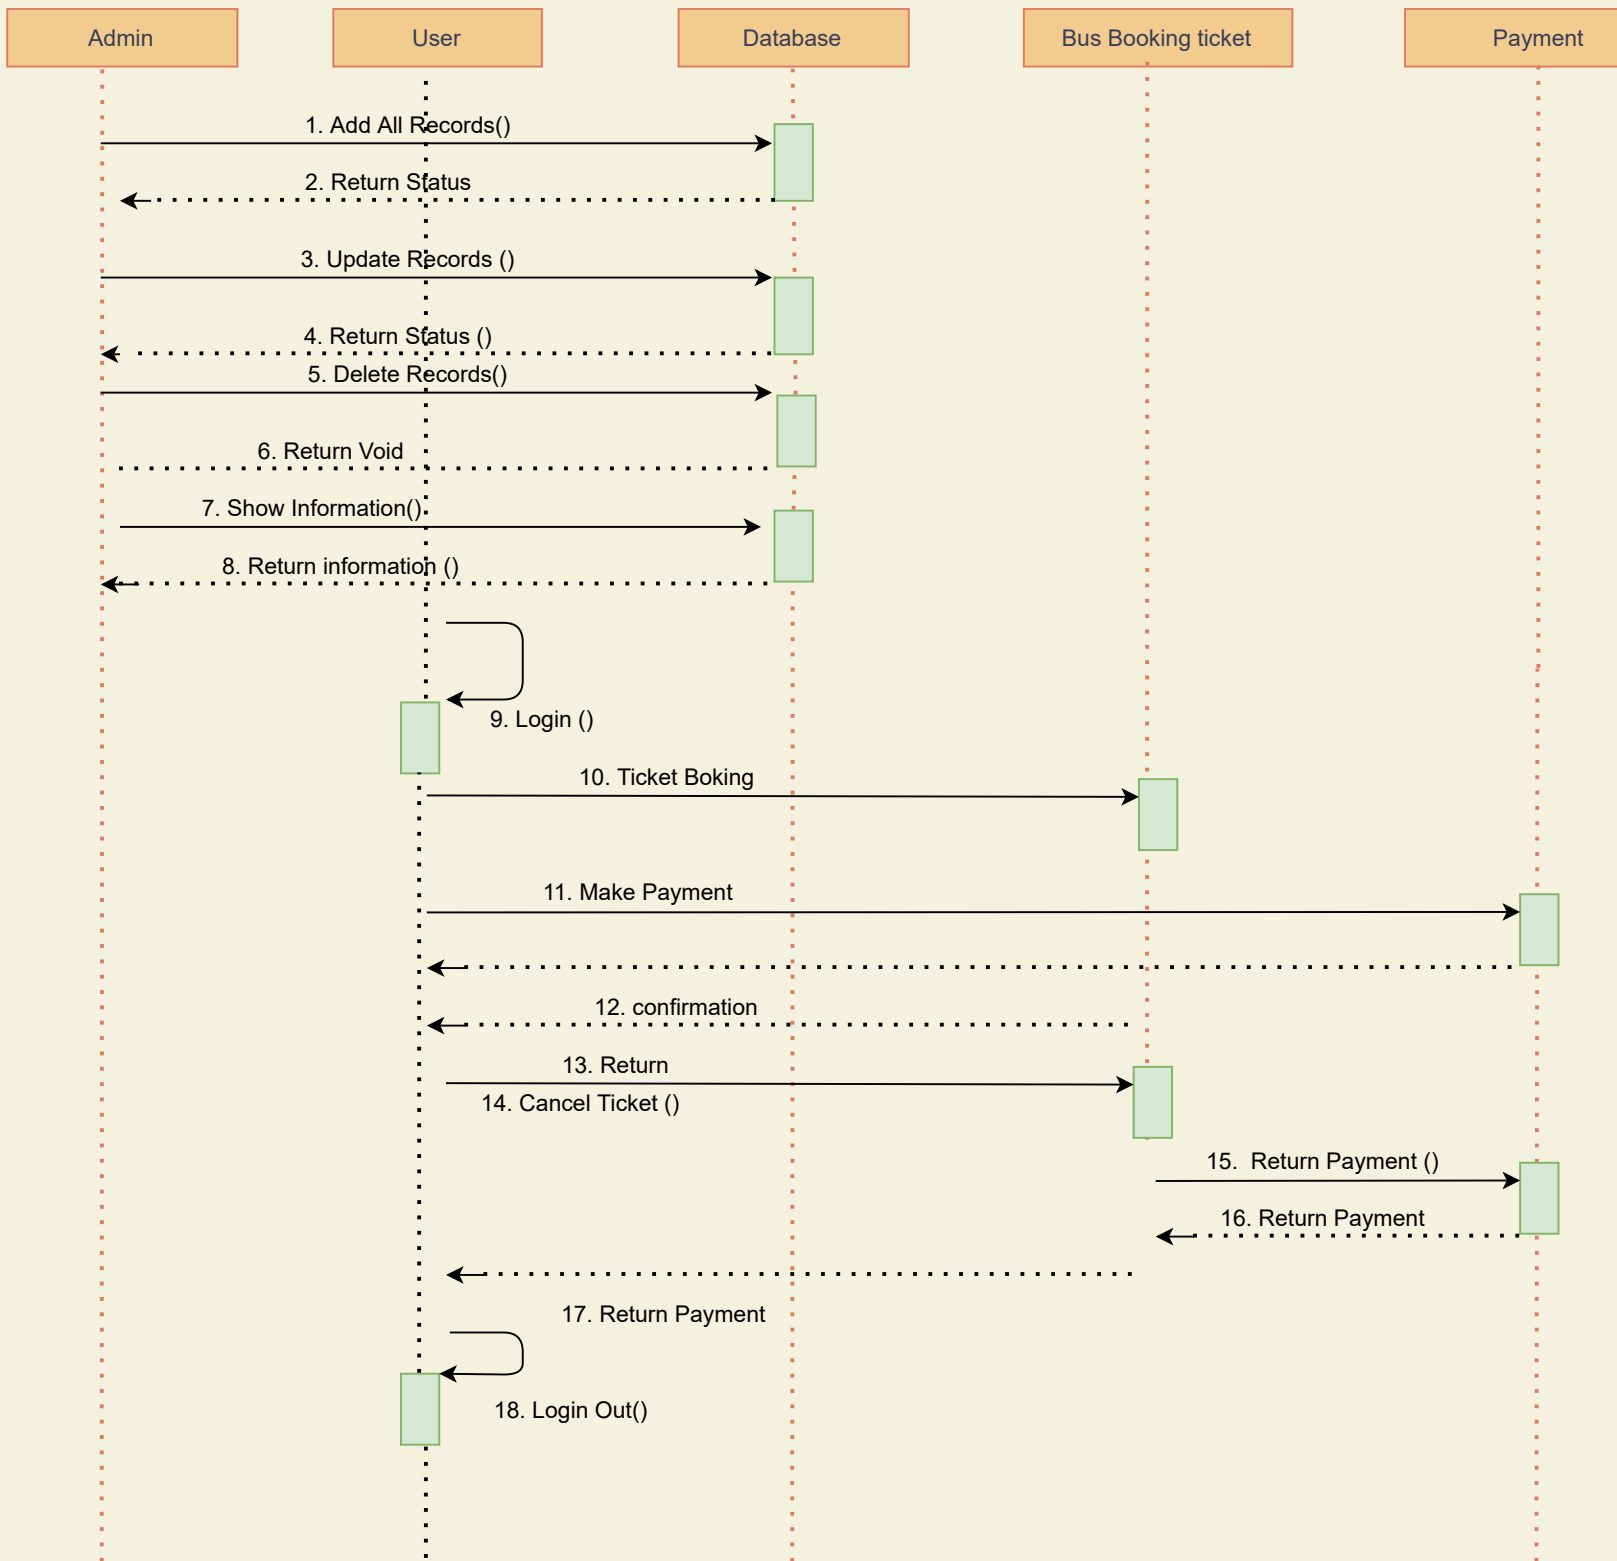 Admin
User
Database
Bus Booking ticket
Payment
1. Add All Records()
2. Return Status
3. Update Records ()
4. Return Status ()
5. Delete Records()
6. Return Void
7. Show Information()
8. Return information ()
9. Login ()
10. Ticket Boking
11. Make Payment
12. confirmation
13. Return
14. Cancel Ticket ()
15.  Return Payment ()
16. Return Payment
17. Return Payment
18. Login Out()